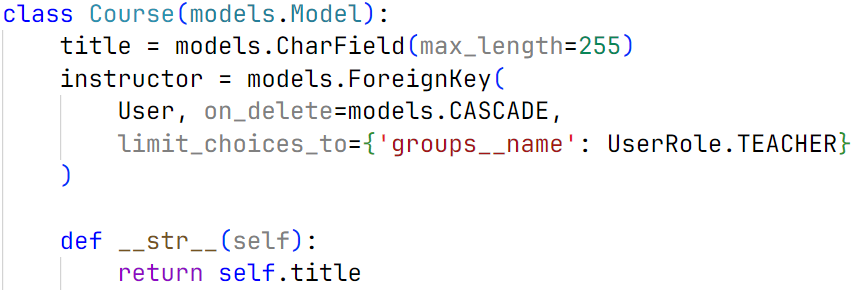 class Course(models.Model):
    title = models.CharField(max_length=255)
    instructor = models.ForeignKey(
        User, on_delete=models.CASCADE,
        limit_choices_to={'groups__name': UserRole.TEACHER}
    )
    def __str__(self):
        return self.title